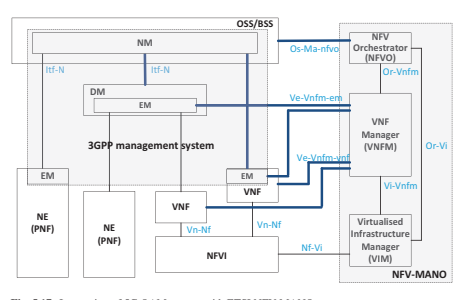 OSS/BSS
NM
Itf-N
Itf-N
Os-Ma-nfvo
NFV
Orchestrator
(NFVO)
Or-Vnfm
DM
EM
Ve-Vnfm-em
VNF
Manager
(VNFM)
3GPP management system
Or-Vi
Ve-Vnfm-vnf
EM
EM
VNF
Vi-Vnfm
NE
(PNF)
NE
(PNF)
VNF
Vn-Nf
Vn-Nf
Virtualised
Infrastructure
Manager
(VIM)
NFVI
Nf-Vi
NFV-MANO